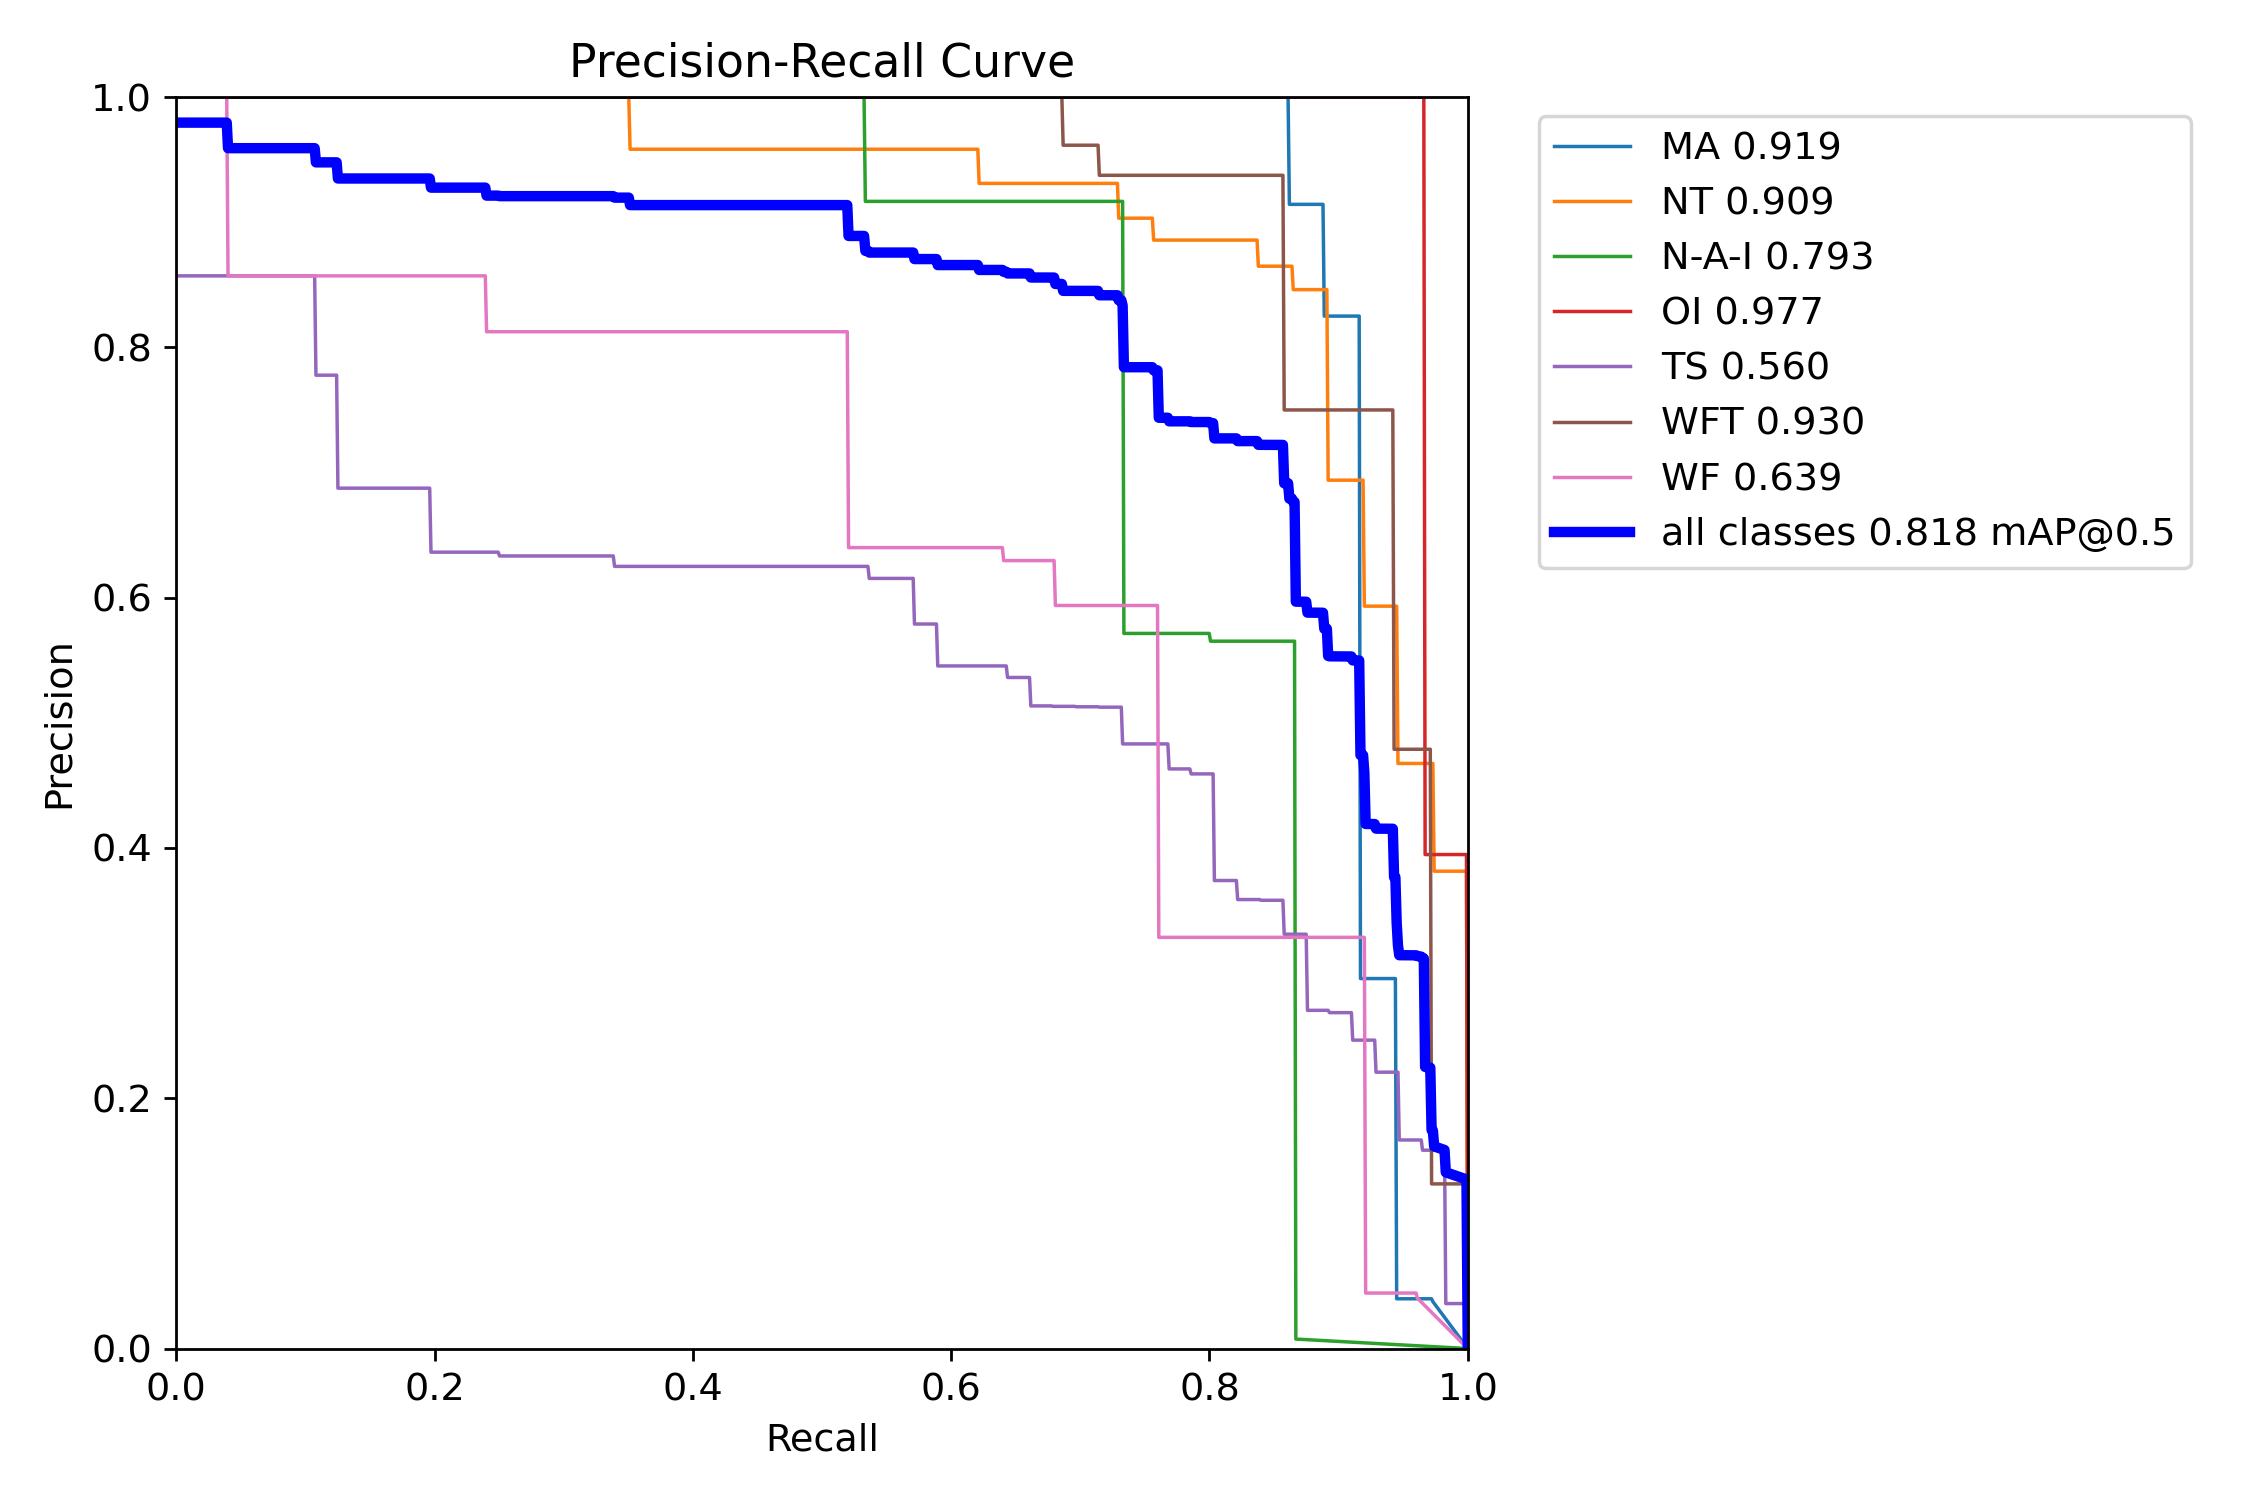 Precision-Recall Curve
1.0
0.8
0.6
0.4
0.2
0.0
Precision
0.0 0.2 0.4 0.6 0.8 1.0
Recall
MA 0.919
NT 0.909
N-A-I 0.793
OI 0.977
TS 0.560
WFT 0.930
WF 0.639
all classes 0.818 mAP@0.5